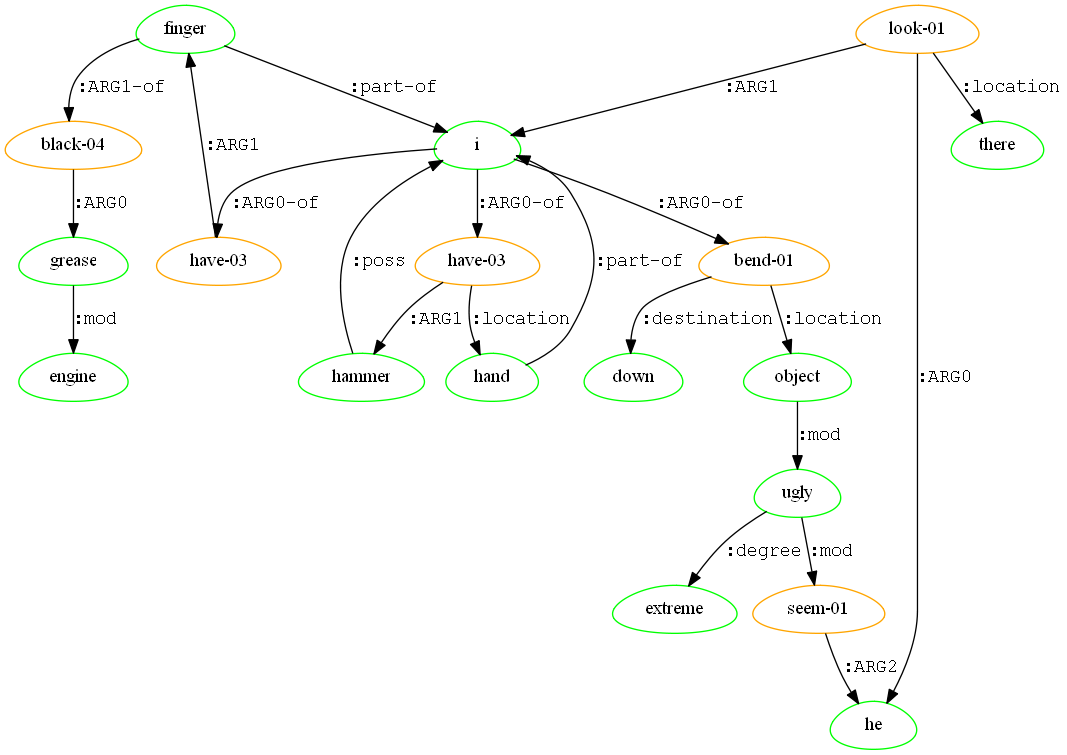 finger look-01
:ARG1-of :part-of :ARG1 :location
black-04 i there
:ARG1
:ARG0 :ARG0-of :ARG0-of :ARG0-of
grease have-03 have-03 bend-01
:poss :part-of
:mod :ARG1 :location :destination :location
engine hammer hand down object
:ARG0
:mod
ugly
:degree :mod
extreme seem-01
:ARG2
he